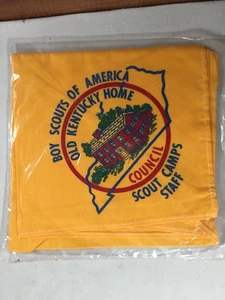 BOY SCOUTS OF AMERICA
OLD KENTUCKY HOME
COUNCIL
SCOUT CAMPS
STAFF